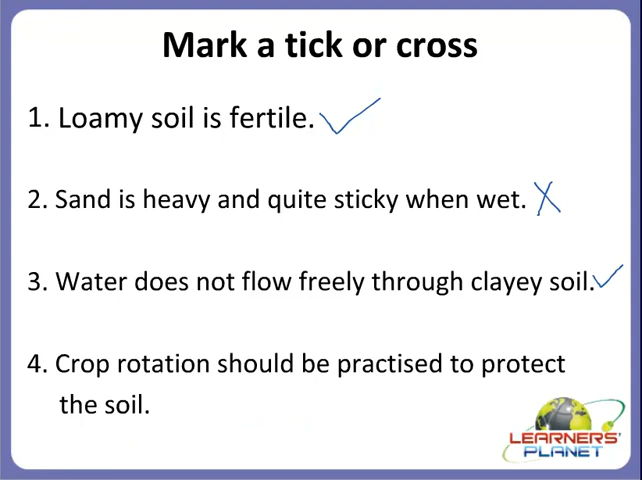 Mark a tick or cross
1. Loamy soil is fertile. ✓
2. Sand is heavy and quite sticky when wet. X
3. Water does not flow freely through clayey soil. ✓
4. Crop rotation should be practised to protect
the soil.
LEARNERS'
PLANET